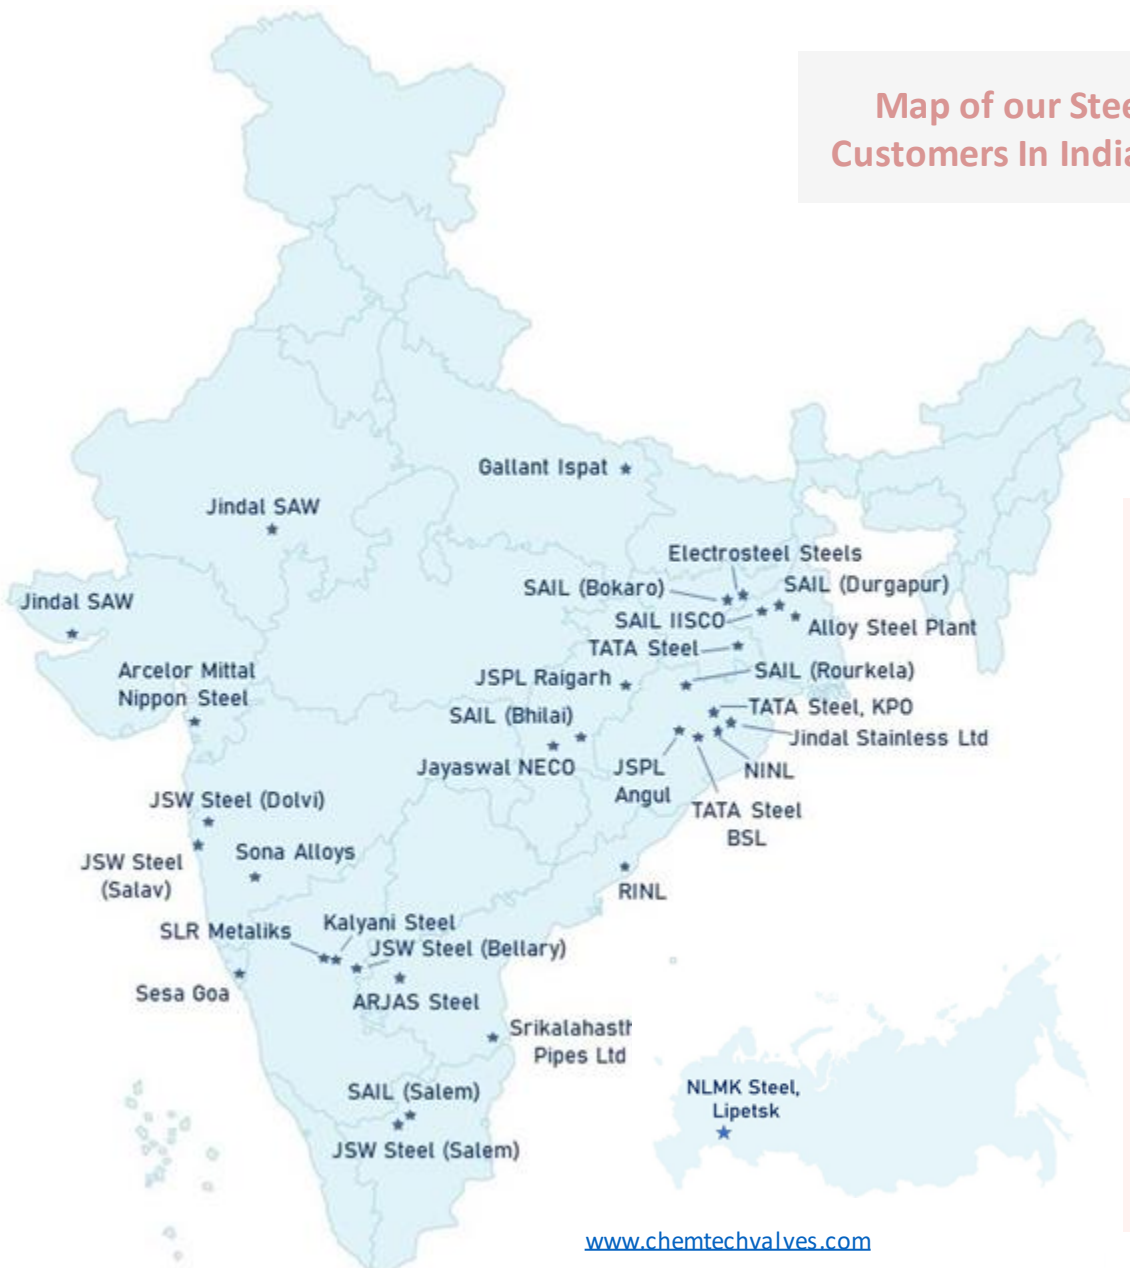 Map of our Stee
Customers In India
Gallant Ispat
Jindal SAW
Electrosteel Steels
SAIL (Bokaro)
SAIL (Durgapur)
Jindal SAW
SAIL IISCO
Alloy Steel Plant
TATA Steel
Arcelor Mittal
Nippon Steel
JSPL Raigarh
SAIL (Rourkela)
TATA Steel, KPO
SAIL (Bhilai)
Jindal Stainless Ltd
Jayaswal NECO
JSPL
Angul
NINL
TATA Steel
BSL
JSW Steel (Dolvi)
JSW Steel
(Salav)
Sona Alloys
RINL
SLR Metaliks
Kalyani Steel
JSW Steel (Bellary)
Sesa Goa
ARJAS Steel
Srikalahasth
Pipes Ltd
SAIL (Salem)
JSW Steel (Salem)
NLMK Steel,
Lipetsk
www.chemtechvalves.com